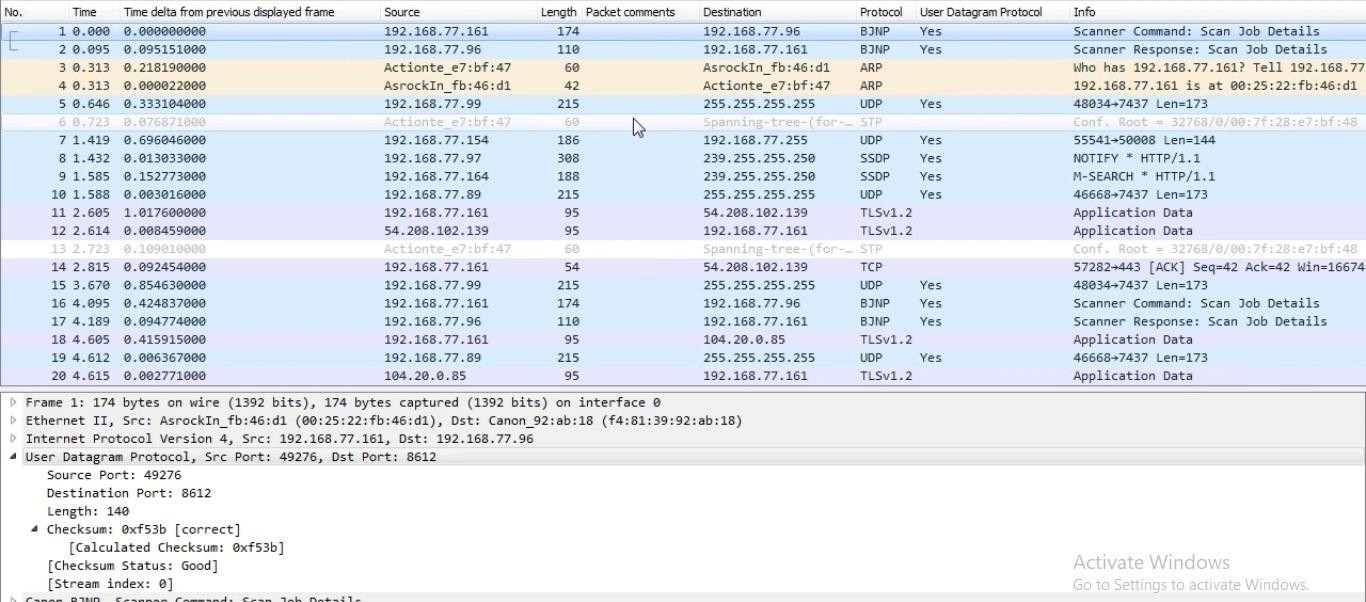 No. Time Time delta from previous displayed frame Source Length Packet comments Destination Protocol User Datagram Protocol Info
1 0.000 0.000000000 192.168.77.161 174 192.168.77.96 BJNP Yes Scanner Command: Scan Job Details
2 0.095 0.095151000 192.168.77.96 110 192.168.77.161 BJNP Yes Scanner Response: Scan Job Details
3 0.313 0.218190000 Actionte_e7:bf:47 60 AsrockIn_fb:46:d1 ARP Who has 192.168.77.161? Tell 192.168.77
4 0.313 0.000022000 AsrockIn_fb:46:d1 42 Actionte_e7:bf:47 ARP 192.168.77.161 is at 00:25:22:fb:46:d1
5 0.646 0.333104000 192.168.77.99 215 255.255.255.255 UDP Yes 48034→7437 Len=173
6 0.723 0.076871000 Actionte_e7:bf:47 60 Spanning-tree-(for-… STP Conf. Root = 32768/0/00:7f:28:e7:bf:48
7 1.419 0.696046000 192.168.77.154 186 192.168.77.255 UDP Yes 55541→50008 Len=144
8 1.432 0.013033000 192.168.77.97 308 239.255.255.250 SSDP Yes NOTIFY * HTTP/1.1
9 1.585 0.152773000 192.168.77.164 188 239.255.255.250 SSDP Yes M-SEARCH * HTTP/1.1
10 1.588 0.003016000 192.168.77.89 215 255.255.255.255 UDP Yes 46668→7437 Len=173
11 2.605 1.017600000 192.168.77.161 95 54.208.102.139 TLSv1.2 Application Data
12 2.614 0.008459000 54.208.102.139 95 192.168.77.161 TLSv1.2 Application Data
13 2.723 0.109010000 Actionte_e7:bf:47 60 Spanning-tree-(for-… STP Conf. Root = 32768/0/00:7f:28:e7:bf:48
14 2.815 0.092454000 192.168.77.161 54 54.208.102.139 TCP 57282→443 [ACK] Seq=42 Ack=42 Win=16674
15 3.670 0.854630000 192.168.77.99 215 255.255.255.255 UDP Yes 48034→7437 Len=173
16 4.095 0.424837000 192.168.77.161 174 192.168.77.96 BJNP Yes Scanner Command: Scan Job Details
17 4.189 0.094774000 192.168.77.96 110 192.168.77.161 BJNP Yes Scanner Response: Scan Job Details
18 4.605 0.415915000 192.168.77.161 95 104.20.0.85 TLSv1.2 Application Data
19 4.612 0.006367000 192.168.77.89 215 255.255.255.255 UDP Yes 46668→7437 Len=173
20 4.615 0.002771000 104.20.0.85 95 192.168.77.161 TLSv1.2 Application Data
Frame 1: 174 bytes on wire (1392 bits), 174 bytes captured (1392 bits) on interface 0
Ethernet II, Src: AsrockIn_fb:46:d1 (00:25:22:fb:46:d1), Dst: Canon_92:ab:18 (f4:81:39:92:ab:18)
Internet Protocol Version 4, Src: 192.168.77.161, Dst: 192.168.77.96
User Datagram Protocol, Src Port: 49276, Dst Port: 8612
Source Port: 49276
Destination Port: 8612
Length: 140
Checksum: 0xf53b [correct]
[Calculated Checksum: 0xf53b]
[Checksum Status: Good]
[Stream index: 0]
Canon BJNP, Scanner Command: Scan Job Details
Activate Windows
Go to Settings to activate Windows.